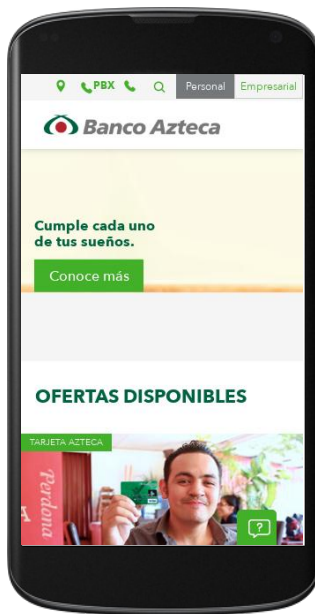 PBX
Personal
Empresarial
Banco Azteca
Cumple cada uno
de tus sueños.
Conoce más
OFERTAS DISPONIBLES
TARJETA AZTECA
Perdona
A
?